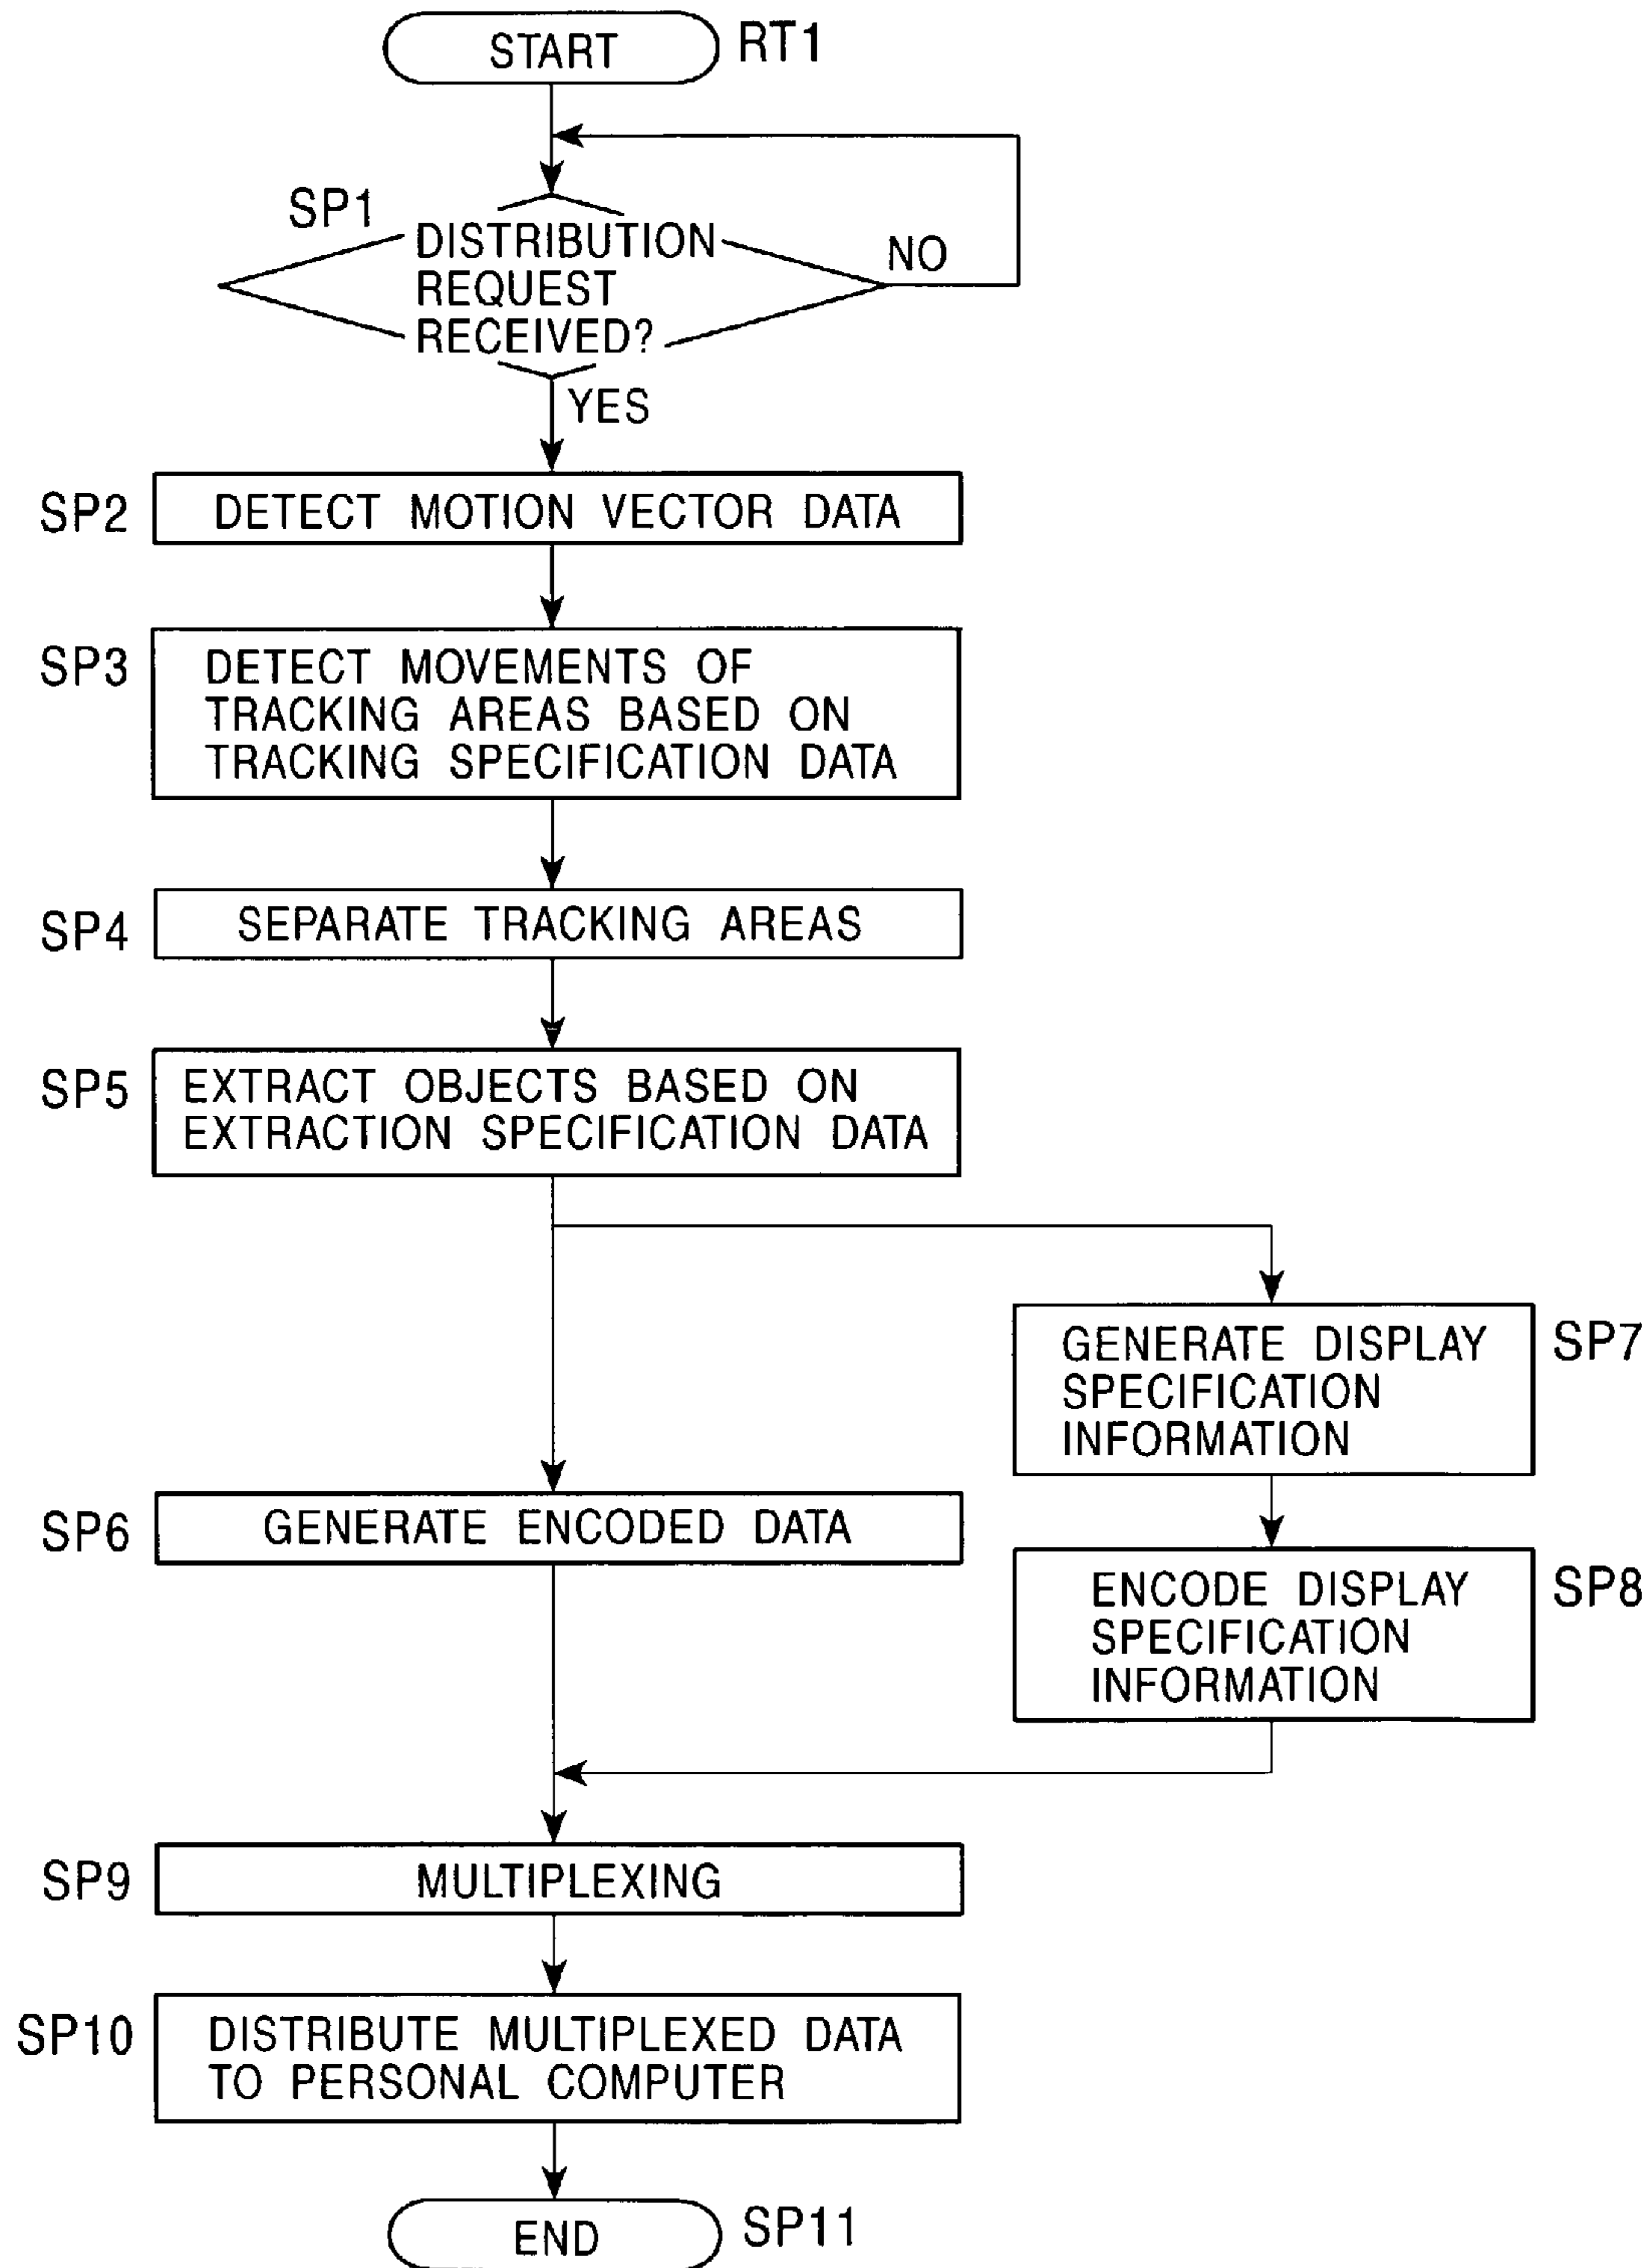 START
RT1
SP1
DISTRIBUTION
REQUEST
RECEIVED?
NO
YES
SP2
DETECT MOTION VECTOR DATA
SP3
DETECT MOVEMENTS OF
TRACKING AREAS BASED ON
TRACKING SPECIFICATION DATA
SP4
SEPARATE TRACKING AREAS
SP5
EXTRACT OBJECTS BASED ON
EXTRACTION SPECIFICATION DATA
GENERATE DISPLAY
SPECIFICATION
INFORMATION
SP7
SP6
GENERATE ENCODED DATA
ENCODE DISPLAY
SPECIFICATION
INFORMATION
SP8
SP9
MULTIPLEXING
SP10
DISTRIBUTE MULTIPLEXED DATA
TO PERSONAL COMPUTER
END
SP11